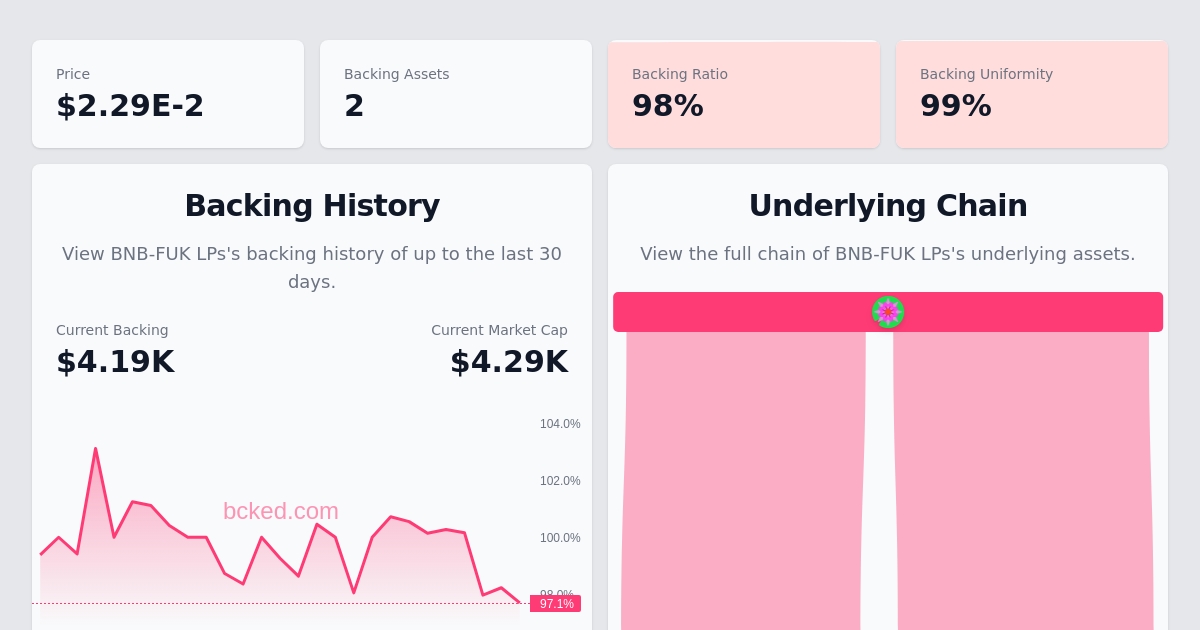 Price
$2.29E-2
Backing Assets
2
Backing Ratio
98%
Backing Uniformity
99%
Backing History
View BNB-FUK LPs's backing history of up to the last 30
days.
Current Backing
$4.19K
Current Market Cap
$4.29K
104.0%
102.0%
bcked.com
100.0%
98.0%
97.1%
Underlying Chain
View the full chain of BNB-FUK LPs's underlying assets.